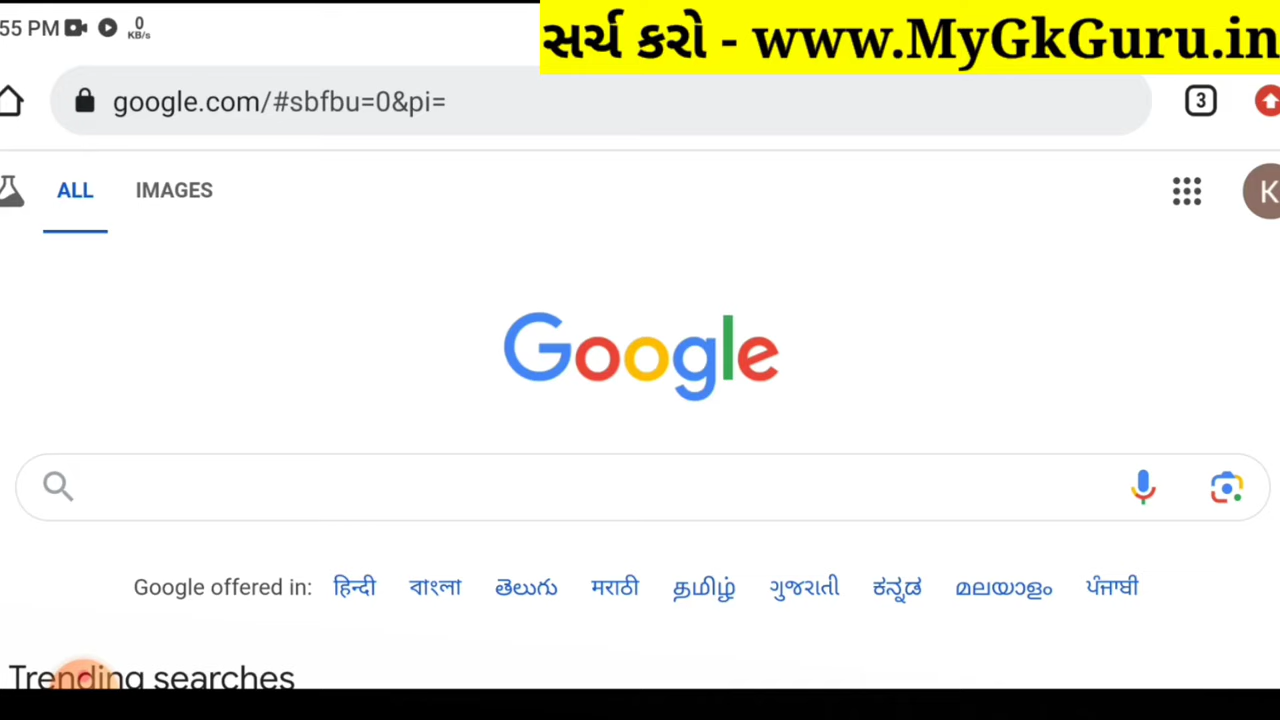 સર્ચ કરો - www.MyGkGuru.in
55 PM 0 KB/s
google.com/#sbfbu=0&pi=
3
ALL IMAGES
K
Google
Google offered in: हिन्दी বাংলা తెలుగు मराठी தமிழ் ગુજરાતી ಕನ್ನಡ മലയാളം ਪੰਜਾਬੀ
Trending searches